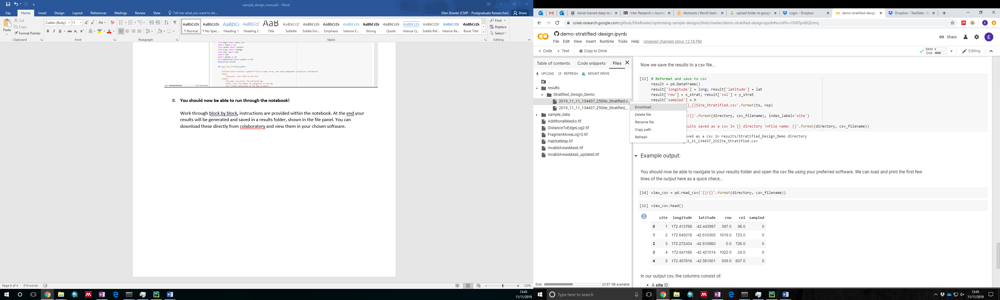 sample_design_manual2 - Word
File Home Insert Design Layout References Mailings Review View Tell me what you want to do... Ellen Bowler (CMP - Postgraduate Researcher) Share
Paste
Cut
Copy
Format Painter
Clipboard
Calibri (Body) 11
Font
Paragraph
AaBbCcDc AaBbCcDc AaBbCc AaBbCcC AaB AaBbCcC AaBbCcDc AaBbCcDc AaBbCcDc AaBbCcDc AaBbCcDc AaBbCcDc AaBbCcDc AaBbCcDc AaBbCcDc
¶ Normal ¶ No Spac... Heading 1 Heading 2 Title Subtitle Subtle Em... Emphasis Intense E... Strong Quote Intense Q... Subtle Ref... Intense Re... Book Title
Styles
Find
Replace
Select
Editing
import numpy as np
from random import randint
from scipy import ndimage
from copy import copy
import time
import pandas as pd
from matplotlib import pyplot as plt
%matplotlib inline
def get_file_info(file_path):
'''
Function which extracts a geotiff file as numpy array, and saves geographic projection information
input:
file_path: (str) Path to the file
output:
file_map: (np.array) The extracted map
nbins: (int) The number of categories in the map
res: (float) Resolution of the map in meters
Disk 23.87 GB available
8. You should now be able to run through the notebook!
Work through block by block, instructions are provided within the notebook. At the end your
results will be generated and saved in a results folder, shown in the file panel. You can
download these directly from colaboratory and view them in your chosen software.
Page 4 of 4 319 words
120%
13:45
11/11/2019
Aerial-trained deep lear
Inter Research » Journal
Abstracts | World Seabi
upload folder to google
Login - Dropbox
demo-stratified-design.
Dropbox - TestData - Si
colab.research.google.com/github/EllieBowler/optimising-sample-designs/blob/master/demo-stratified-design.ipynb#scrollTo=DV8Tpn8QZmrq
demo-stratified-design.ipynb
File Edit View Insert Runtime Tools Help Unsaved changes since 12:18 PM
Share
E
+ Code + Text Copy to Drive
RAM
Disk
Editing
Table of contents Code snippets Files
UPLOAD REFRESH MOUNT DRIVE
..
results
Stratified_Design_Demo
2019_11_11_134437_25Site_Stratified.c...
2019_11_11_134437_25Site_Stratified_...
sample_data
AdditionalMasks.tif
DistanceToEdgeLog2.tif
FragmentAreaLog10.tif
HabitatMap.tif
InvalidAreasMask.tif
InvalidAreasMask_updated.tif
Download
Delete file
Rename file
Copy path
Refresh
Disk 23.87 GB available
Now we save the results to a csv file...
[13] # Reformat and save to csv
result = pd.DataFrame()
result['longitude'] = long; result['latitude'] = lat
result['row'] = x_strat; result['col'] = y_strat
result['sampled'] = 0
{}_{}Site_Stratified.csv'.format(ts, nsp)
/{}'.format(directory, csv_filename), index_label='site')
sults saved as a csv in {} directory \nFile name: {}'.format(directory, csv_filename))
aved as a csv in results/Stratified_Design_Demo directory
_11_11_134437_25Site_Stratified.csv
Example output:
You should now be able to navigate to your results folder and open the csv file using your preferred software. We can load and print the first few
lines of the output here as a quick check...
[14] view_csv = pd.read_csv('{}/{}'.format(directory, csv_filename))
[15] view_csv.head()
site longitude latitude row col sampled
0 1 172.413768 -42.443997 397.0 96.0 0
1 2 172.645018 -42.610305 1019.0 723.0 0
2 3 172.272434 -42.615860 0.0 726.0 0
3 4 172.641166 -42.421514 1022.0 24.0 0
4 5 172.457816 -42.581501 509.0 607.0 0
In our output csv, the columns consist of:
• A site ID
Type here to search
13:45
11/11/2019